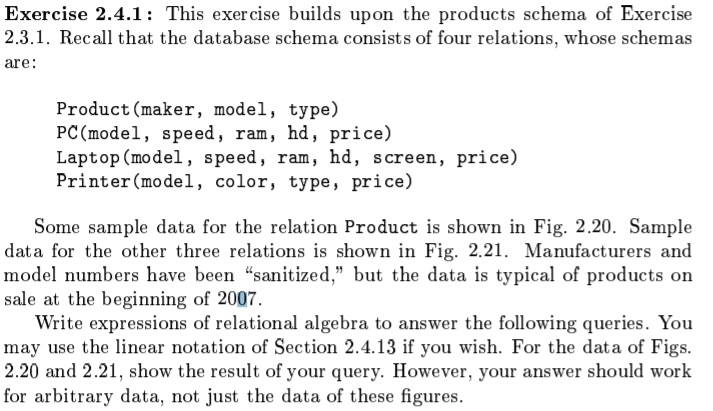 Exercise 2.4.1: This exercise builds upon the products schema of Exercise
2.3.1. Recall that the database schema consists of four relations, whose schemas
are:
Product(maker, model, type)
PC(model, speed, ram, hd, price)
Laptop(model, speed, ram, hd, screen, price)
Printer(model, color, type, price)
Some sample data for the relation Product is shown in Fig. 2.20. Sample
data for the other three relations is shown in Fig. 2.21. Manufacturers and
model numbers have been “sanitized,” but the data is typical of products on
sale at the beginning of 2007.
Write expressions of relational algebra to answer the following queries. You
may use the linear notation of Section 2.4.13 if you wish. For the data of Figs.
2.20 and 2.21, show the result of your query. However, your answer should work
for arbitrary data, not just the data of these figures.